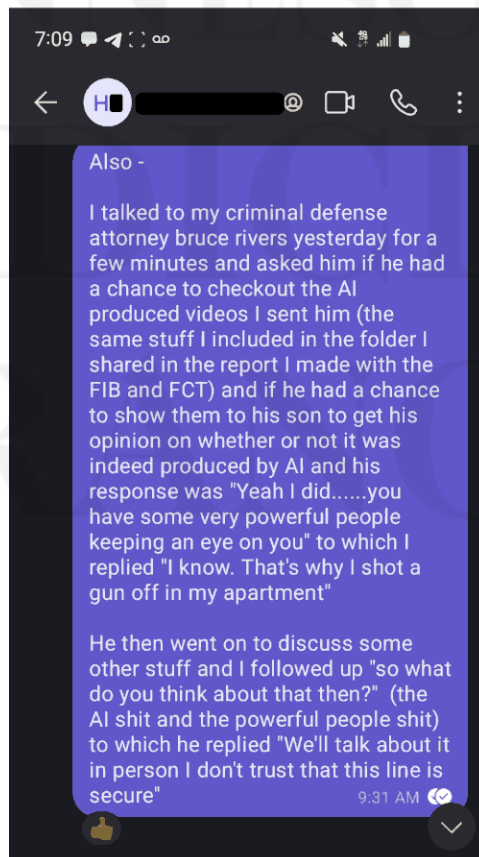 7:09
H
Also -
I talked to my criminal defense
attorney bruce rivers yesterday for a
few minutes and asked him if he had
a chance to checkout the AI
produced videos I sent him (the
same stuff I included in the folder I
shared in the report I made with the
FIB and FCT) and if he had a chance
to show them to his son to get his
opinion on whether or not it was
indeed produced by AI and his
response was "Yeah I did......you
have some very powerful people
keeping an eye on you" to which I
replied "I know. That's why I shot a
gun off in my apartment"
He then went on to discuss some
other stuff and I followed up "so what
do you think about that then?" (the
AI shit and the powerful people shit)
to which he replied "We'll talk about it
in person I don't trust that this line is
secure"
9:31 AM